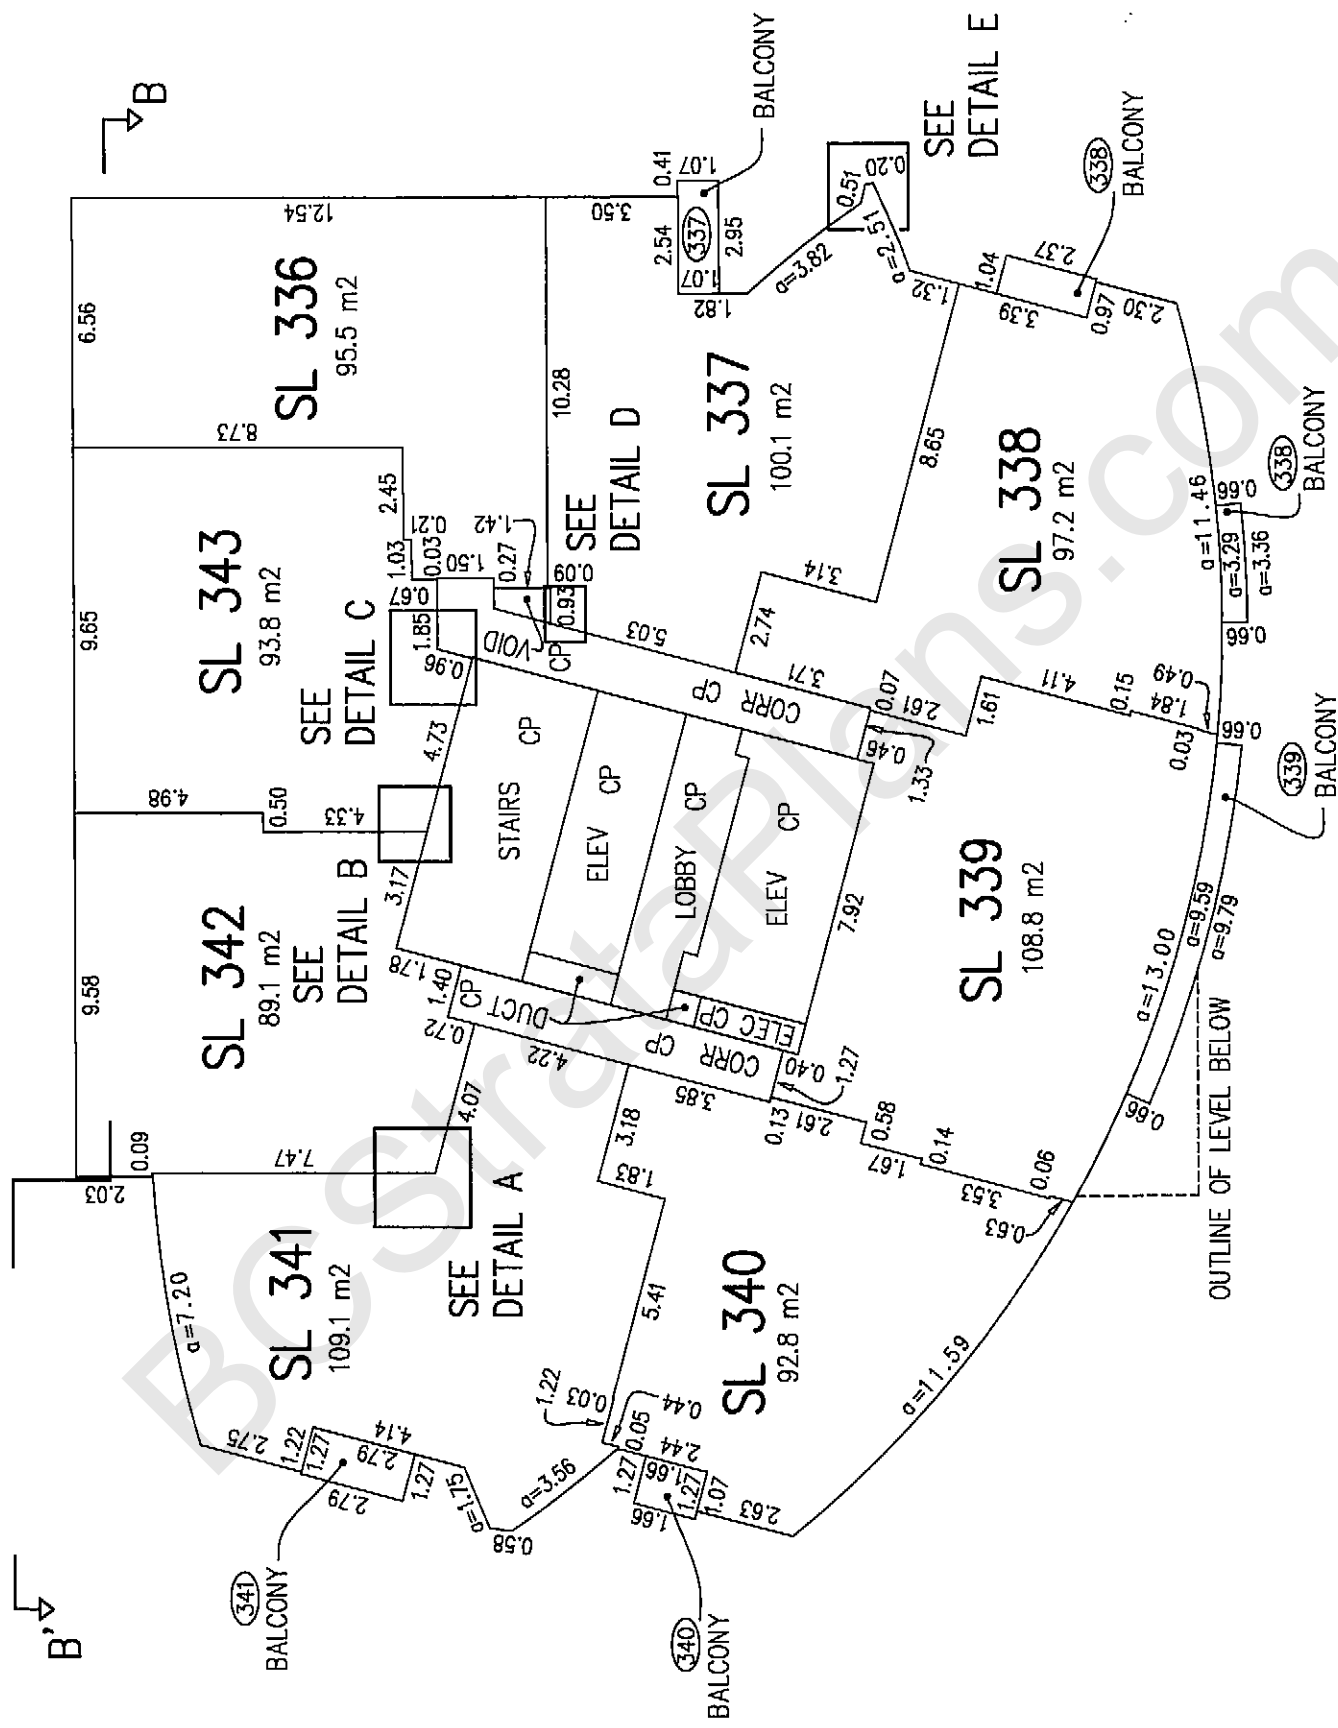 B
B'
SL 336
95.5 m2
6.56
12.54
8.73
10.28
SL 343
93.8 m2
9.65
2.45
0.21
1.03
0.03
1.50
0.67
1.85
0.96
4.73
1.42
0.27
0.09
0.93
SEE
DETAIL C
SEE
DETAIL D
VOID
CP
SL 342
89.1 m2
9.58
4.98
0.50
4.33
3.17
1.78
1.40
0.72
4.07
7.47
0.09
2.03
SEE
DETAIL B
SL 341
109.1 m2
a=7.20
2.75
1.22
1.27
4.14
2.79
2.79
1.27
a=1.75
0.58
a=3.56
SEE
DETAIL A
341
BALCONY
4.22
3.18
1.83
5.41
1.22
0.03
SL 337
100.1 m2
3.50
0.41
1.07
2.54
337
2.95
1.07
1.82
BALCONY
a=3.82
0.51
0.20
a=2.51
1.32
SEE
DETAIL E
8.65
3.14
2.74
5.03
SL 338
97.2 m2
1.04
2.37
3.39
0.97
2.30
338
BALCONY
a=11.46
0.66
a=3.29
a=3.36
0.66
338
BALCONY
3.71
0.07
2.61
1.61
4.11
0.15
1.84
0.49
0.03
0.66
SL 339
108.8 m2
0.46
1.33
7.92
a=13.00
a=9.59
a=9.79
0.66
339
BALCONY
OUTLINE OF LEVEL BELOW
SL 340
92.8 m2
3.85
0.40
1.27
0.13
2.61
0.58
1.67
0.14
3.53
0.06
0.63
a=11.59
0.44
0.05
2.44
1.27
1.66
1.66
1.27
1.07
2.63
340
BALCONY
STAIRS
CP
ELEV
CP
LOBBY
CP
ELEV
CP
CORR
CP
DUCT
CP
ELEC CP
CORR
CP
BCStrataPlans.com